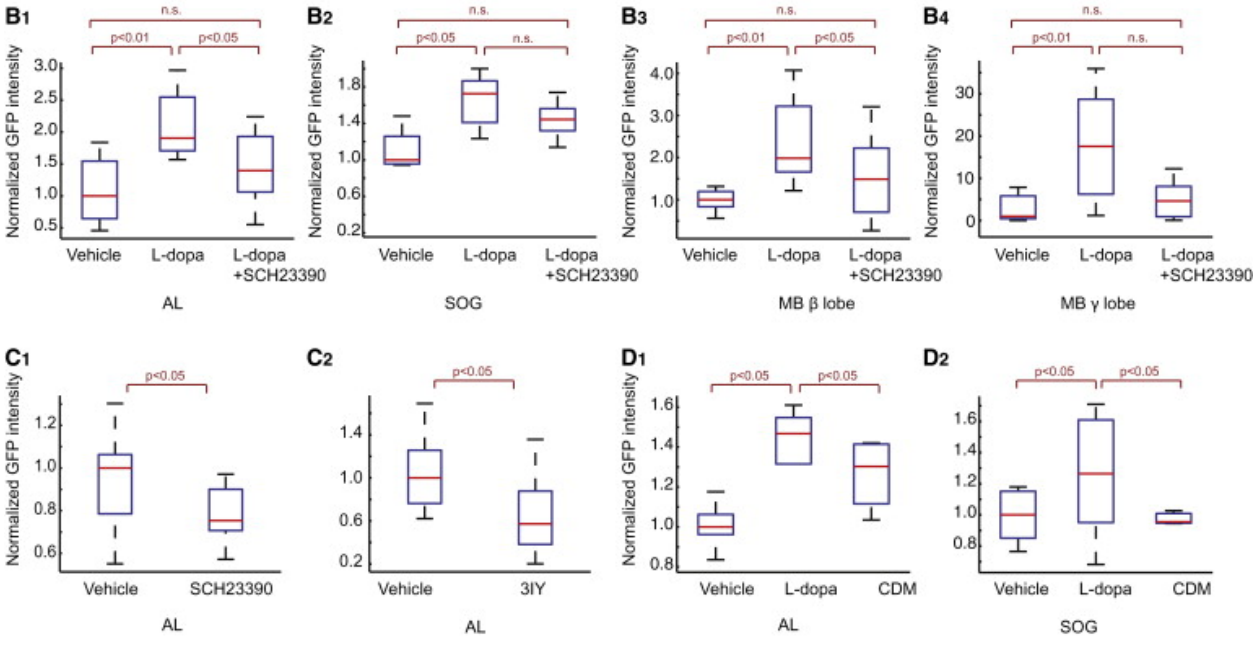 B1
n.s.
p<0.01
p<0.05
Normalized GFP intensity
3.0
2.5
2.0
1.5
1.0
0.5
Vehicle
L-dopa
L-dopa
+SCH23390
AL
B2
n.s.
p<0.05
n.s.
Normalized GFP intensity
1.8
1.4
1.0
0.6
0.2
Vehicle
L-dopa
L-dopa
+SCH23390
SOG
B3
n.s.
p<0.01
p<0.05
Normalized GFP intensity
4.0
3.0
2.0
1.0
Vehicle
L-dopa
L-dopa
+SCH23390
MB β lobe
B4
n.s.
p<0.01
n.s.
Normalized GFP intensity
30
20
10
0
Vehicle
L-dopa
L-dopa
+SCH23390
MB γ lobe
C1
p<0.05
Normalized GFP intensity
1.2
1.0
0.8
0.6
Vehicle
SCH23390
AL
C2
p<0.05
1.4
1.0
0.6
0.2
Vehicle
3IY
AL
D1
p<0.05
p<0.05
Normalized GFP intensity
1.6
1.4
1.2
1.0
0.8
Vehicle
L-dopa
CDM
AL
D2
p<0.05
p<0.05
1.6
1.4
1.2
1.0
0.8
Vehicle
L-dopa
CDM
SOG